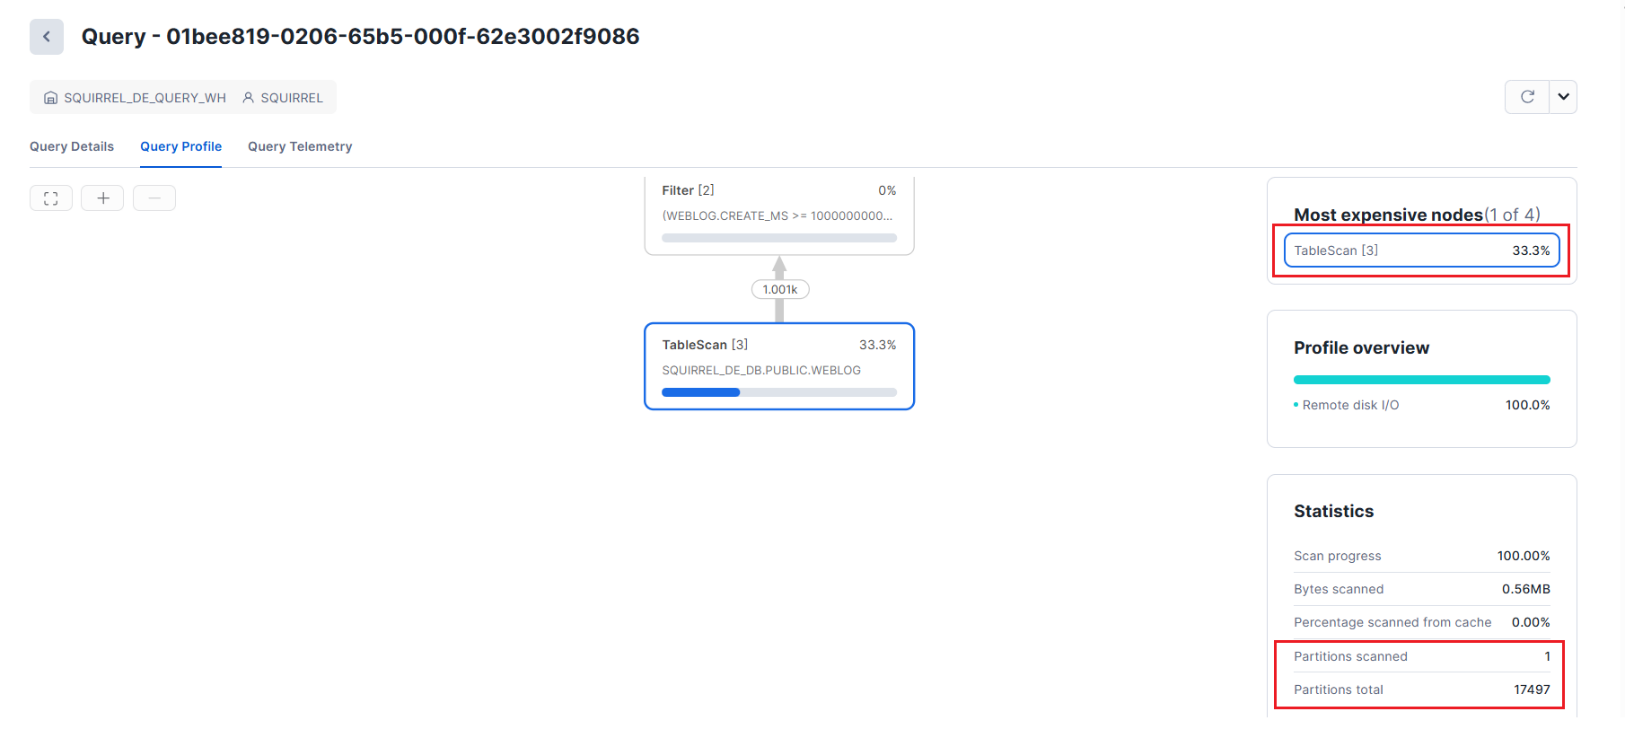 Query - 01bee819-0206-65b5-000f-62e3002f9086
SQUIRREL_DE_QUERY_WH SQUIRREL
Query Details Query Profile Query Telemetry
Filter [2] 0%
(WEBLOG.CREATE_MS >= 1000000000...
1.001k
TableScan [3] 33.3%
SQUIRREL_DE_DB.PUBLIC.WEBLOG
Most expensive nodes(1 of 4)
TableScan [3] 33.3%
Profile overview
Remote disk I/O 100.0%
Statistics
Scan progress 100.00%
Bytes scanned 0.56MB
Percentage scanned from cache 0.00%
Partitions scanned 1
Partitions total 17497